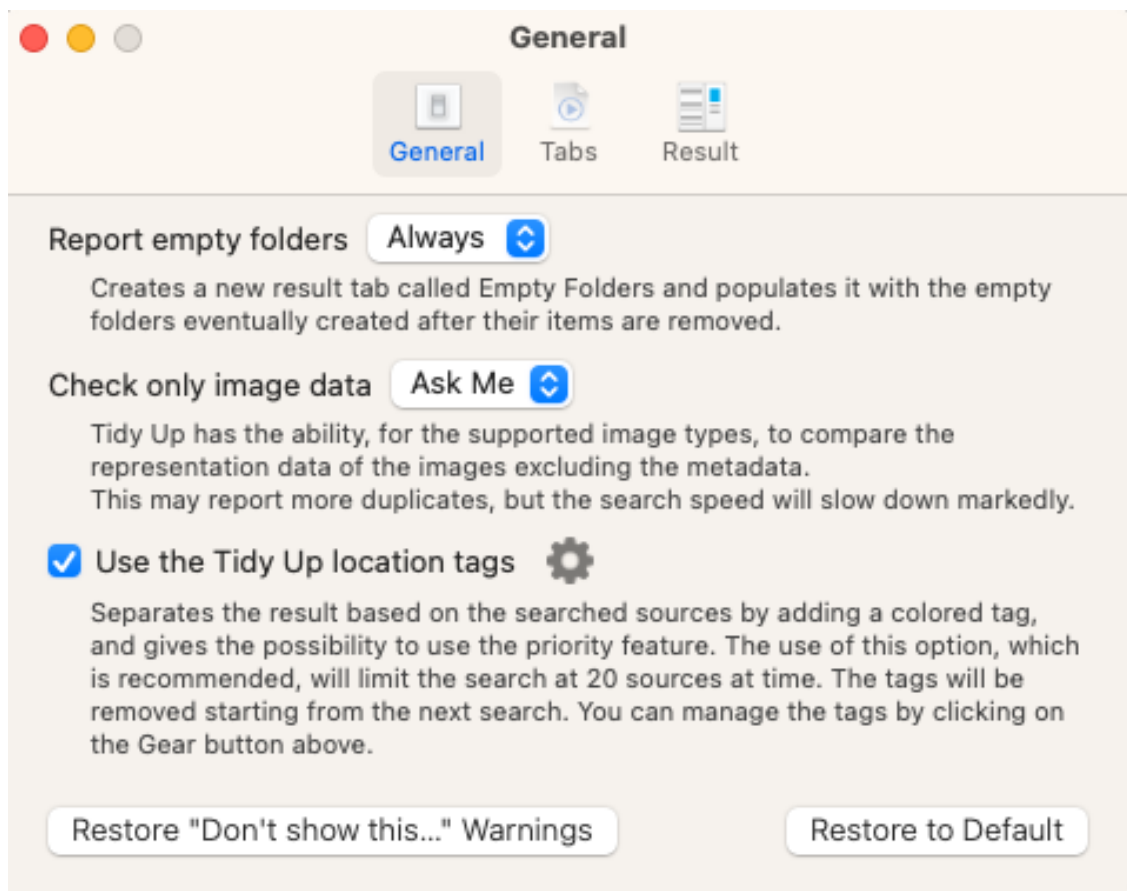 General
General
Tabs
Result
Report empty folders Always
Creates a new result tab called Empty Folders and populates it with the empty
folders eventually created after their items are removed.
Check only image data Ask Me
Tidy Up has the ability, for the supported image types, to compare the
representation data of the images excluding the metadata.
This may report more duplicates, but the search speed will slow down markedly.
Use the Tidy Up location tags
Separates the result based on the searched sources by adding a colored tag,
and gives the possibility to use the priority feature. The use of this option, which
is recommended, will limit the search at 20 sources at time. The tags will be
removed starting from the next search. You can manage the tags by clicking on
the Gear button above.
Restore "Don't show this..." Warnings
Restore to Default